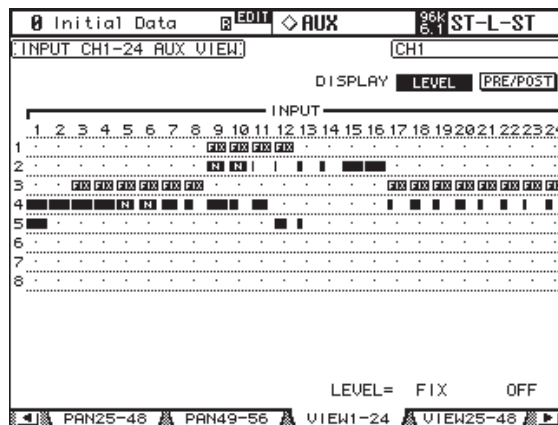 0 Initial Data EDIT AUX 96k 6.1 ST-L-ST
INPUT CH1-24 AUX VIEW CH1
DISPLAY LEVEL PRE/POST
INPUT
1 2 3 4 5 6 7 8 9 10 11 12 13 14 15 16 17 18 19 20 21 22 23 2
1 FIX FIX FIX FIX
2 N N
3 FIX FIX FIX FIX FIX FIX FIX FIX FIX FIX FIX FIX FIX
4 N N
5
6
7
8
LEVEL= FIX OFF
PAN25-48 PAN49-56 VIEW1-24 VIEW25-48